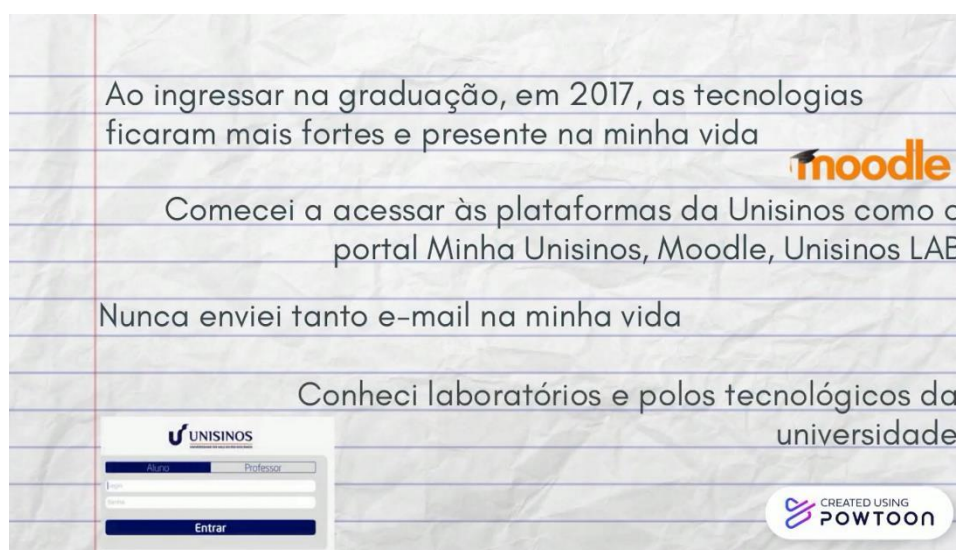 Ao ingressar na graduação, em 2017, as tecnologias
ficaram mais fortes e presente na minha vida
moodle
Comecei a acessar às plataformas da Unisinos como o
portal Minha Unisinos, Moodle, Unisinos LAB
Nunca enviei tanto e-mail na minha vida
Conheci laboratórios e polos tecnológicos da
universidade
UNISINOS
Aluno Professor
Login
Senha
Entrar
CREATED USING
POWTOON